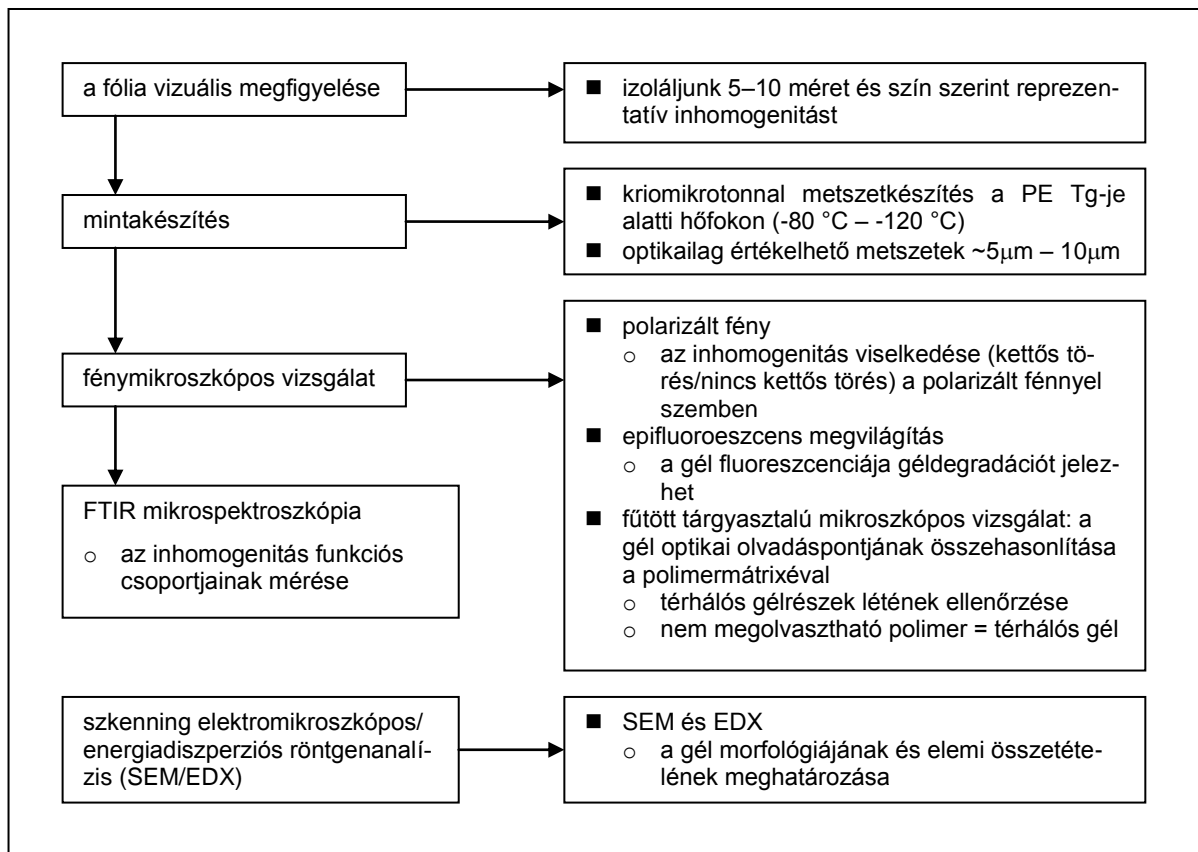 a fólia vizuális megfigyelése
■ izoláljunk 5–10 méret és szín szerint reprezen-
tatív inhomogenitást
mintakészítés
■ kriomikrotonnal metszetkészítés a PE Tg-je
alatti hőfokon (-80 °C – -120 °C)
■ optikailag értékelhető metszetek ~5μm – 10μm
fénymikroszkópos vizsgálat
■ polarizált fény
o az inhomogenitás viselkedése (kettős tö-
rés/nincs kettős törés) a polarizált fénnyel
szemben
■ epifluoroeszcens megvilágítás
o a gél fluoreszcenciája géldegradációt jelez-
het
■ fűtött tárgyasztalú mikroszkópos vizsgálat: a
gél optikai olvadáspontjának összehasonlítása
a polimermátrixéval
o térhálós gélrészek létének ellenőrzése
o nem megolvasztható polimer = térhálós gél
FTIR mikrospektroszkópia
o az inhomogenitás funkciós
csoportjainak mérése
szkenning elektromikroszkópos/
energiadiszperziós röntgenanalí-
zis (SEM/EDX)
■ SEM és EDX
o a gél morfológiájának és elemi összetéte-
lének meghatározása